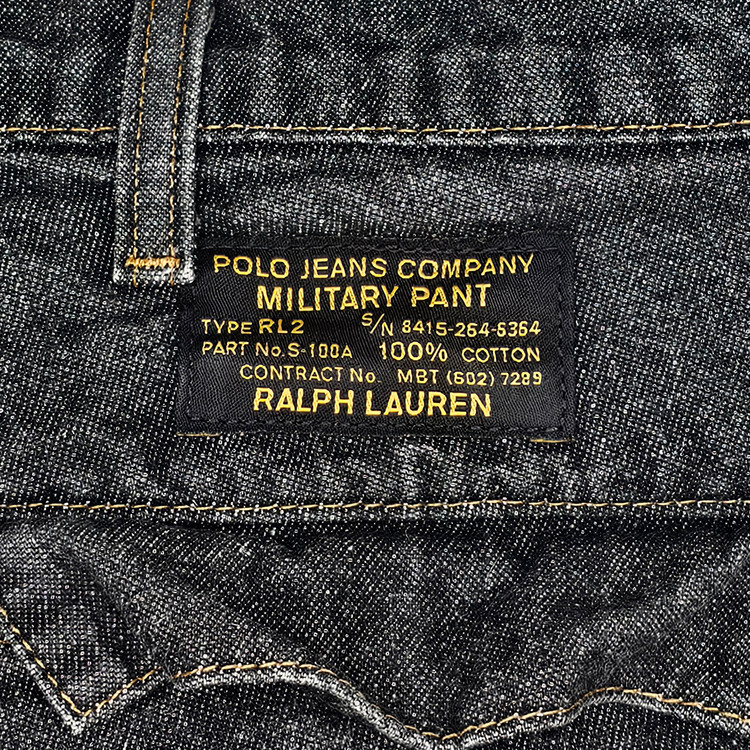 POLO JEANS COMPANY
MILITARY PANT
TYPE RL2 S/N 8415-264-5364
PART No. S-100A 100% COTTON
CONTRACT No. MBT (602) 7289
RALPH LAUREN